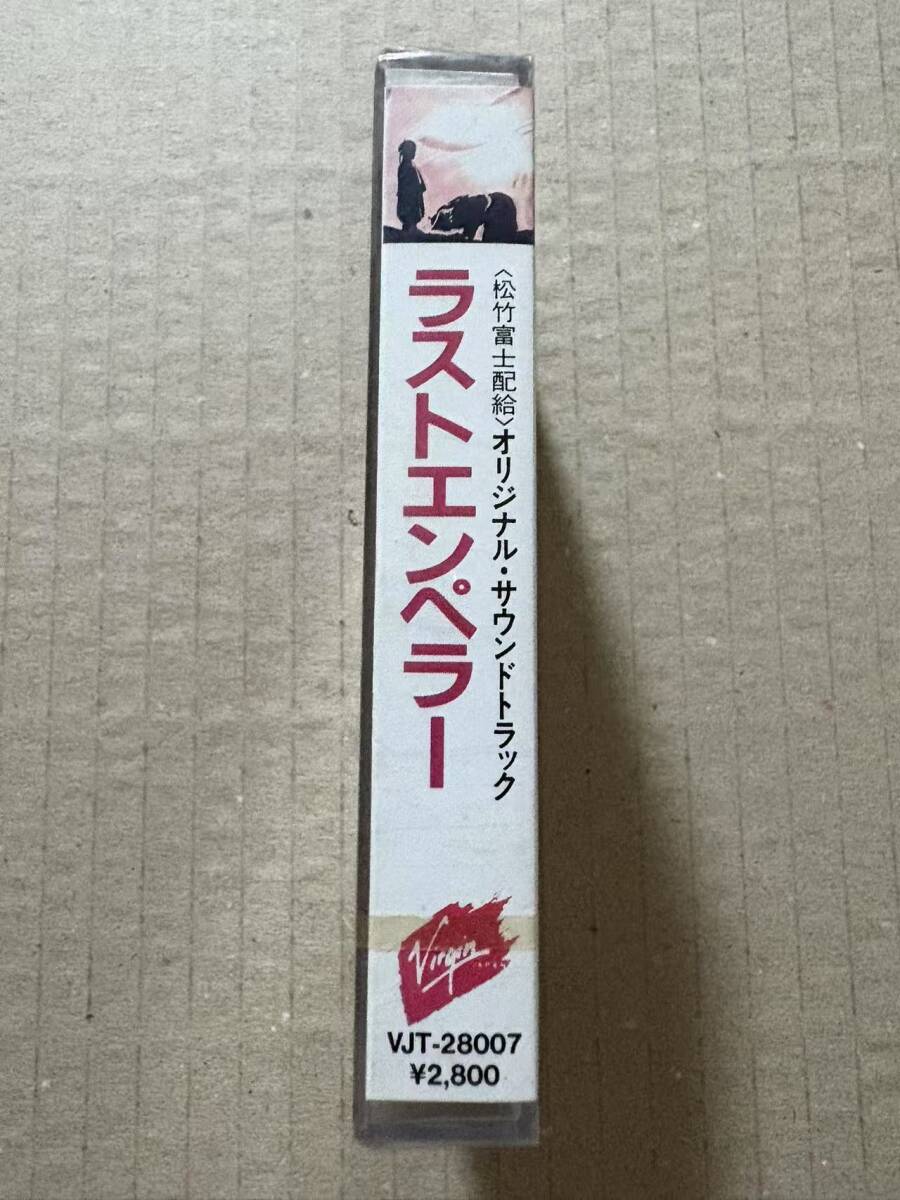 〈松竹富士配給〉オリジナル・サウンドトラック
ラストエンペラー
Virgin
VJT-28007
¥2,800